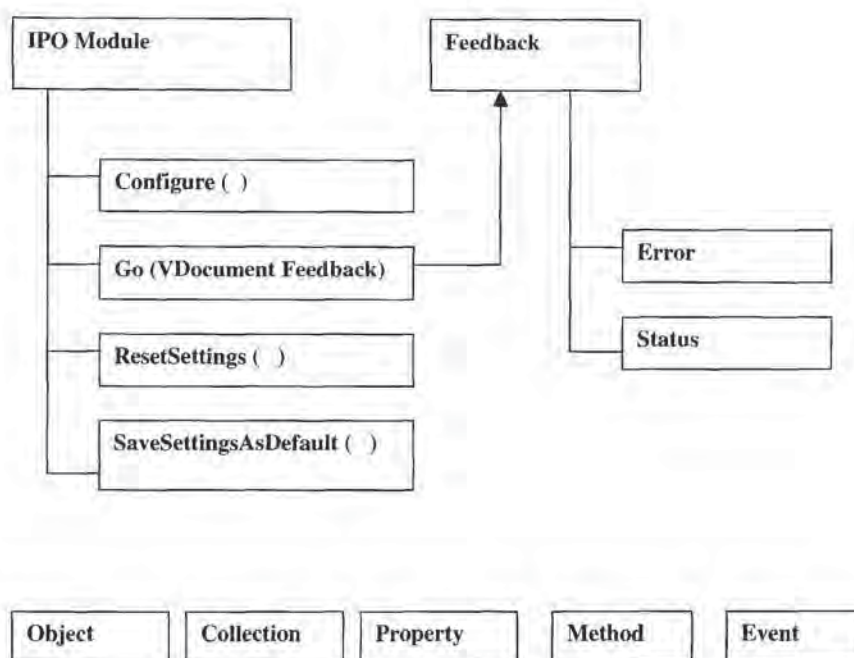 IPO Module
Feedback
Configure ( )
Go (VDocument Feedback)
Error
Status
ResetSettings ( )
SaveSettingsAsDefault ( )
Object
Collection
Property
Method
Event